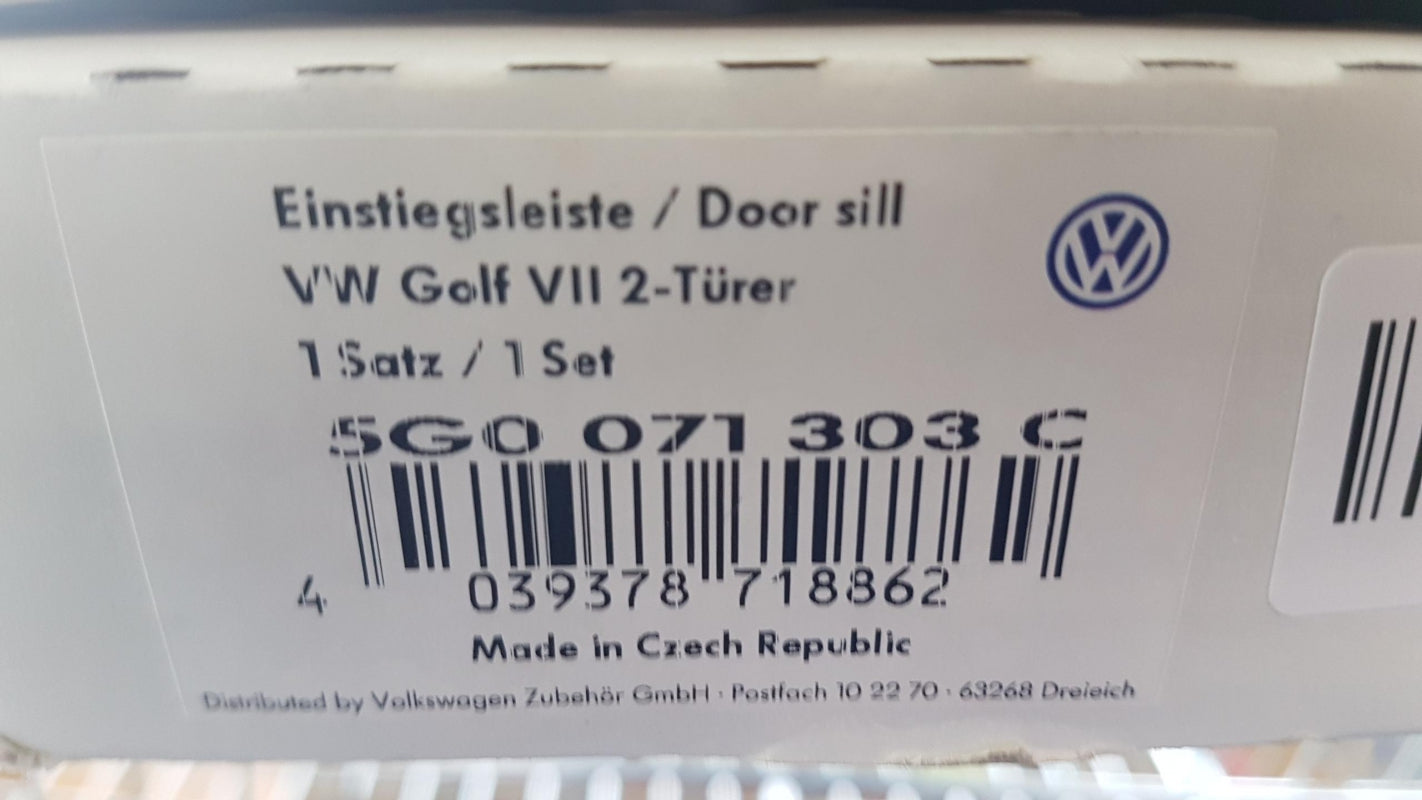 Einstiegsleiste / Door sill
VW Golf VII 2-Türer
1 Satz / 1 Set
5G0 071 303 C
4 039378 718862
Made in Czech Republic
Distributed by Volkswagen Zubehör GmbH · Postfach 10 22 70 · 63268 Dreieich